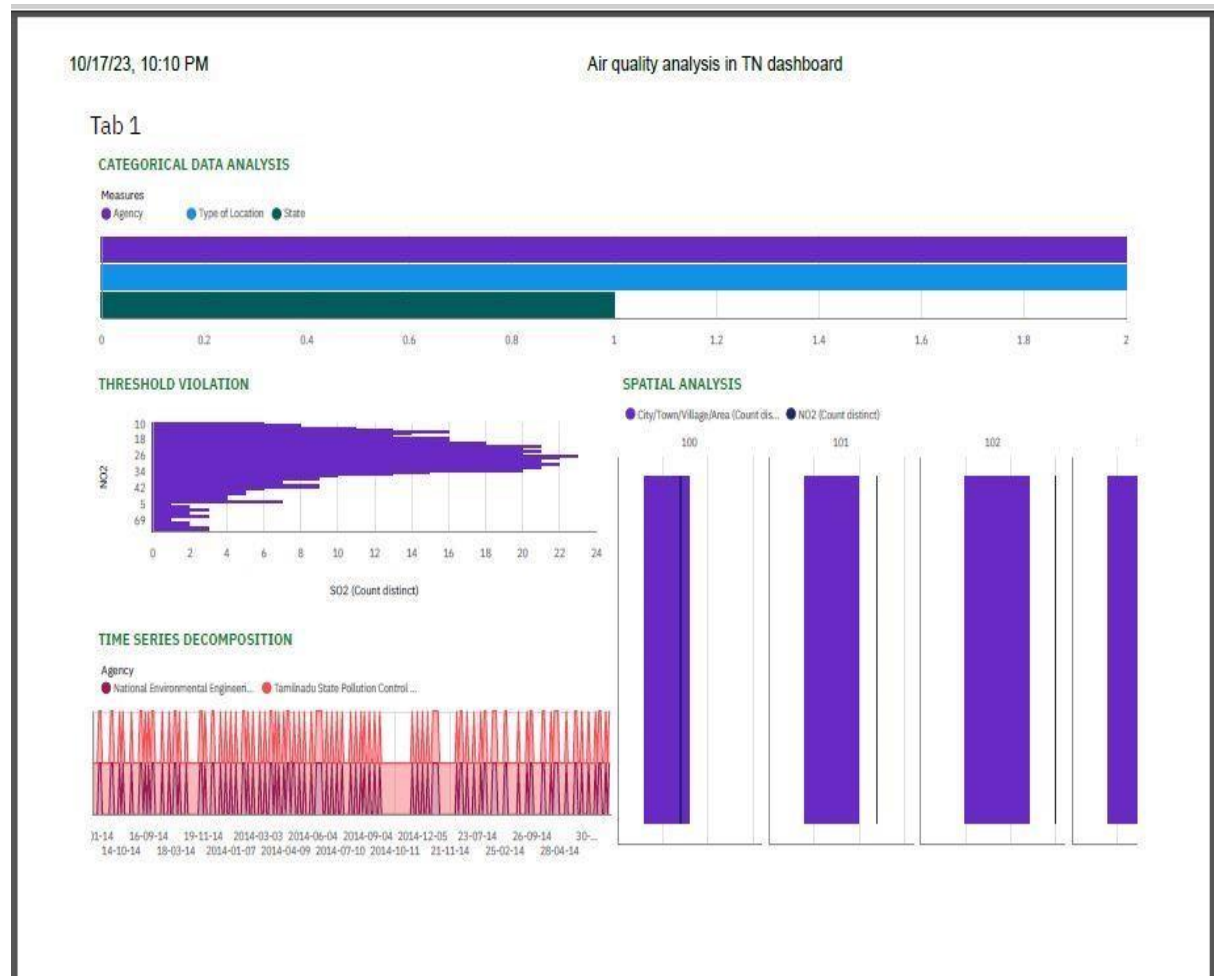 10/17/23, 10:10 PM Air quality analysis in TN dashboard
Tab 1
CATEGORICAL DATA ANALYSIS
Measures
Agency Type of Location State
0 0.2 0.4 0.6 0.8 1 1.2 1.4 1.6 1.8 2
THRESHOLD VIOLATION
NO2
10
18
26
34
42
5
69
0 2 4 6 8 10 12 14 16 18 20 22 24
SO2 (Count distinct)
SPATIAL ANALYSIS
City/Town/Village/Area (Count dis... NO2 (Count distinct)
100 101 102
TIME SERIES DECOMPOSITION
Agency
National Environmental Engineeri... Tamilnadu State Pollution Control ...
16-09-14 19-11-14 2014-03-03 2014-06-04 2014-09-04 2014-12-05 23-07-14 26-09-14 30-...
14-10-14 18-03-14 2014-01-07 2014-04-09 2014-07-10 2014-10-11 21-11-14 25-02-14 28-04-14